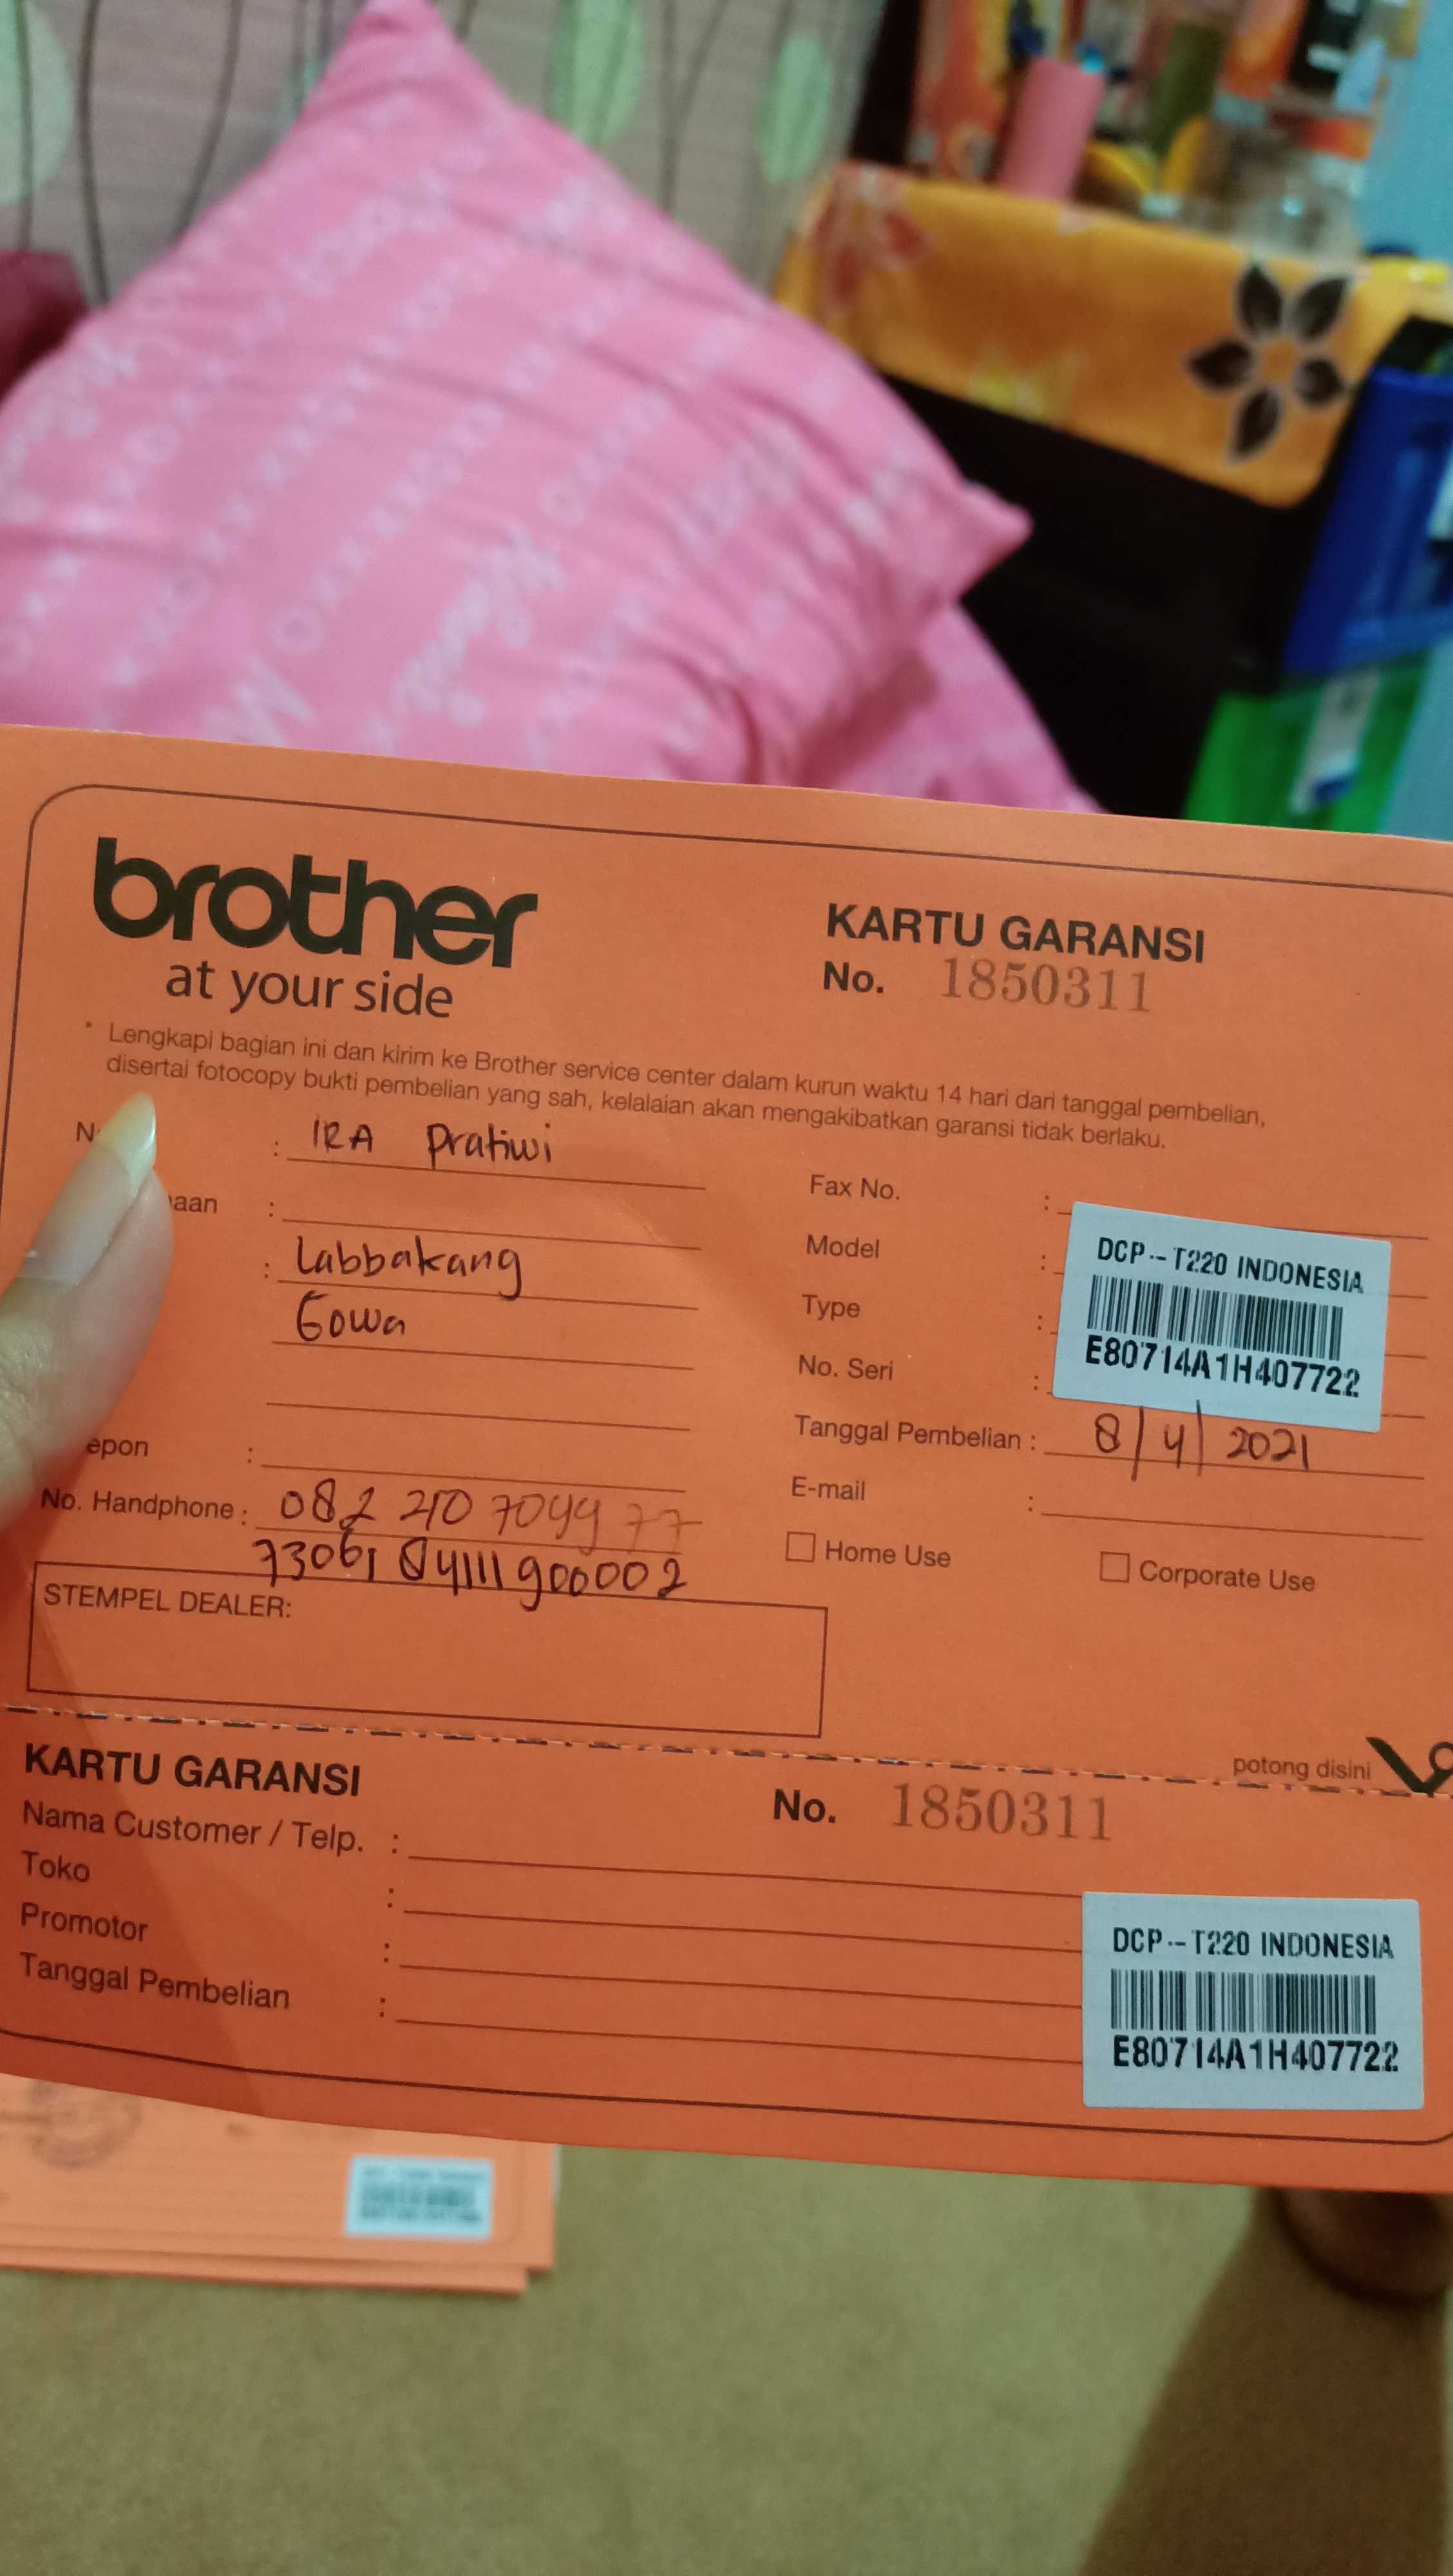 brother
at your side
KARTU GARANSI
No. 1850311
* Lengkapi bagian ini dan kirim ke Brother service center dalam kurun waktu 14 hari dari tanggal pembelian,
disertai fotocopy bukti pembelian yang sah, kelalaian akan mengakibatkan garansi tidak berlaku.
: IRA Pratiwi
aan :
: Labbakang
Gowa
epon :
No. Handphone : 082 210 7044 77
STEMPEL DEALER:
Fax No. :
Model :
Type :
No. Seri :
DCP-T220 INDONESIA
E80714A1H407722
Tanggal Pembelian : 8/4/2021
E-mail :
Home Use
Corporate Use
potong disini
KARTU GARANSI
No. 1850311
Nama Customer / Telp. :
Toko :
Promotor :
Tanggal Pembelian :
DCP-T220 INDONESIA
E80714A1H407722